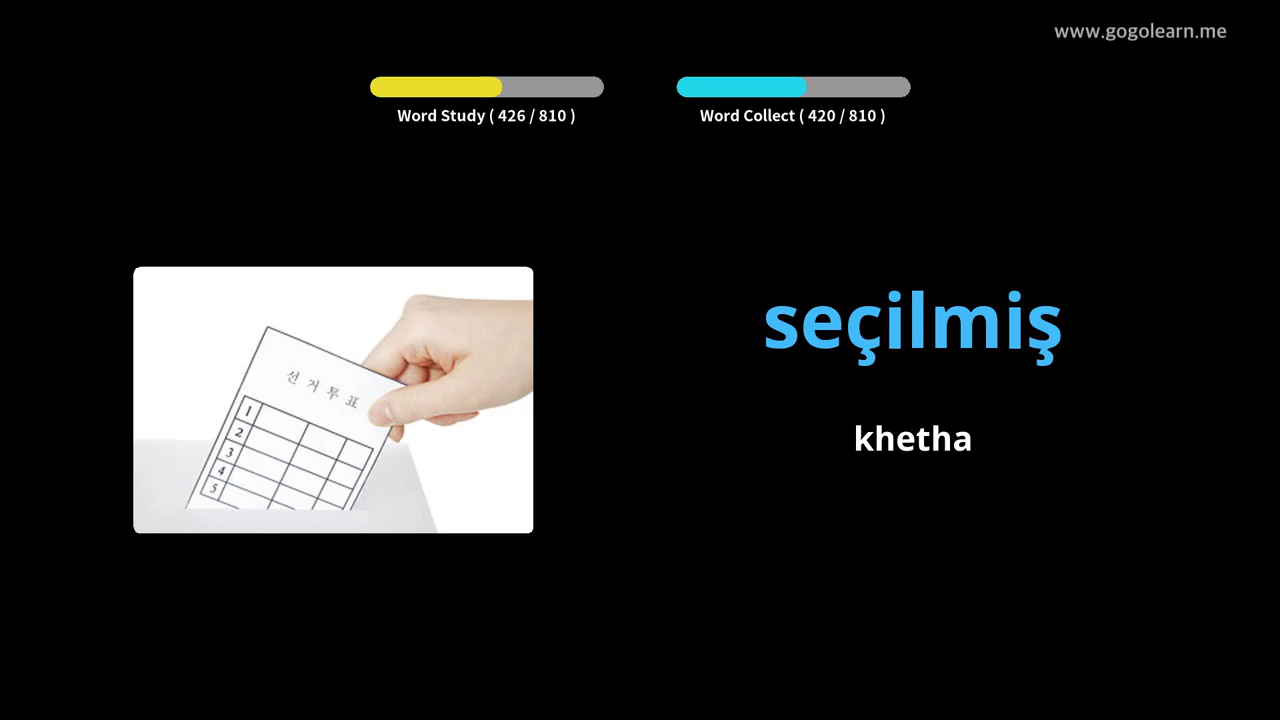 www.gogolearn.me
Word Study ( 426 / 810 )
Word Collect ( 420 / 810 )
선거투표
1
2
3
4
5
seçilmiş
khetha